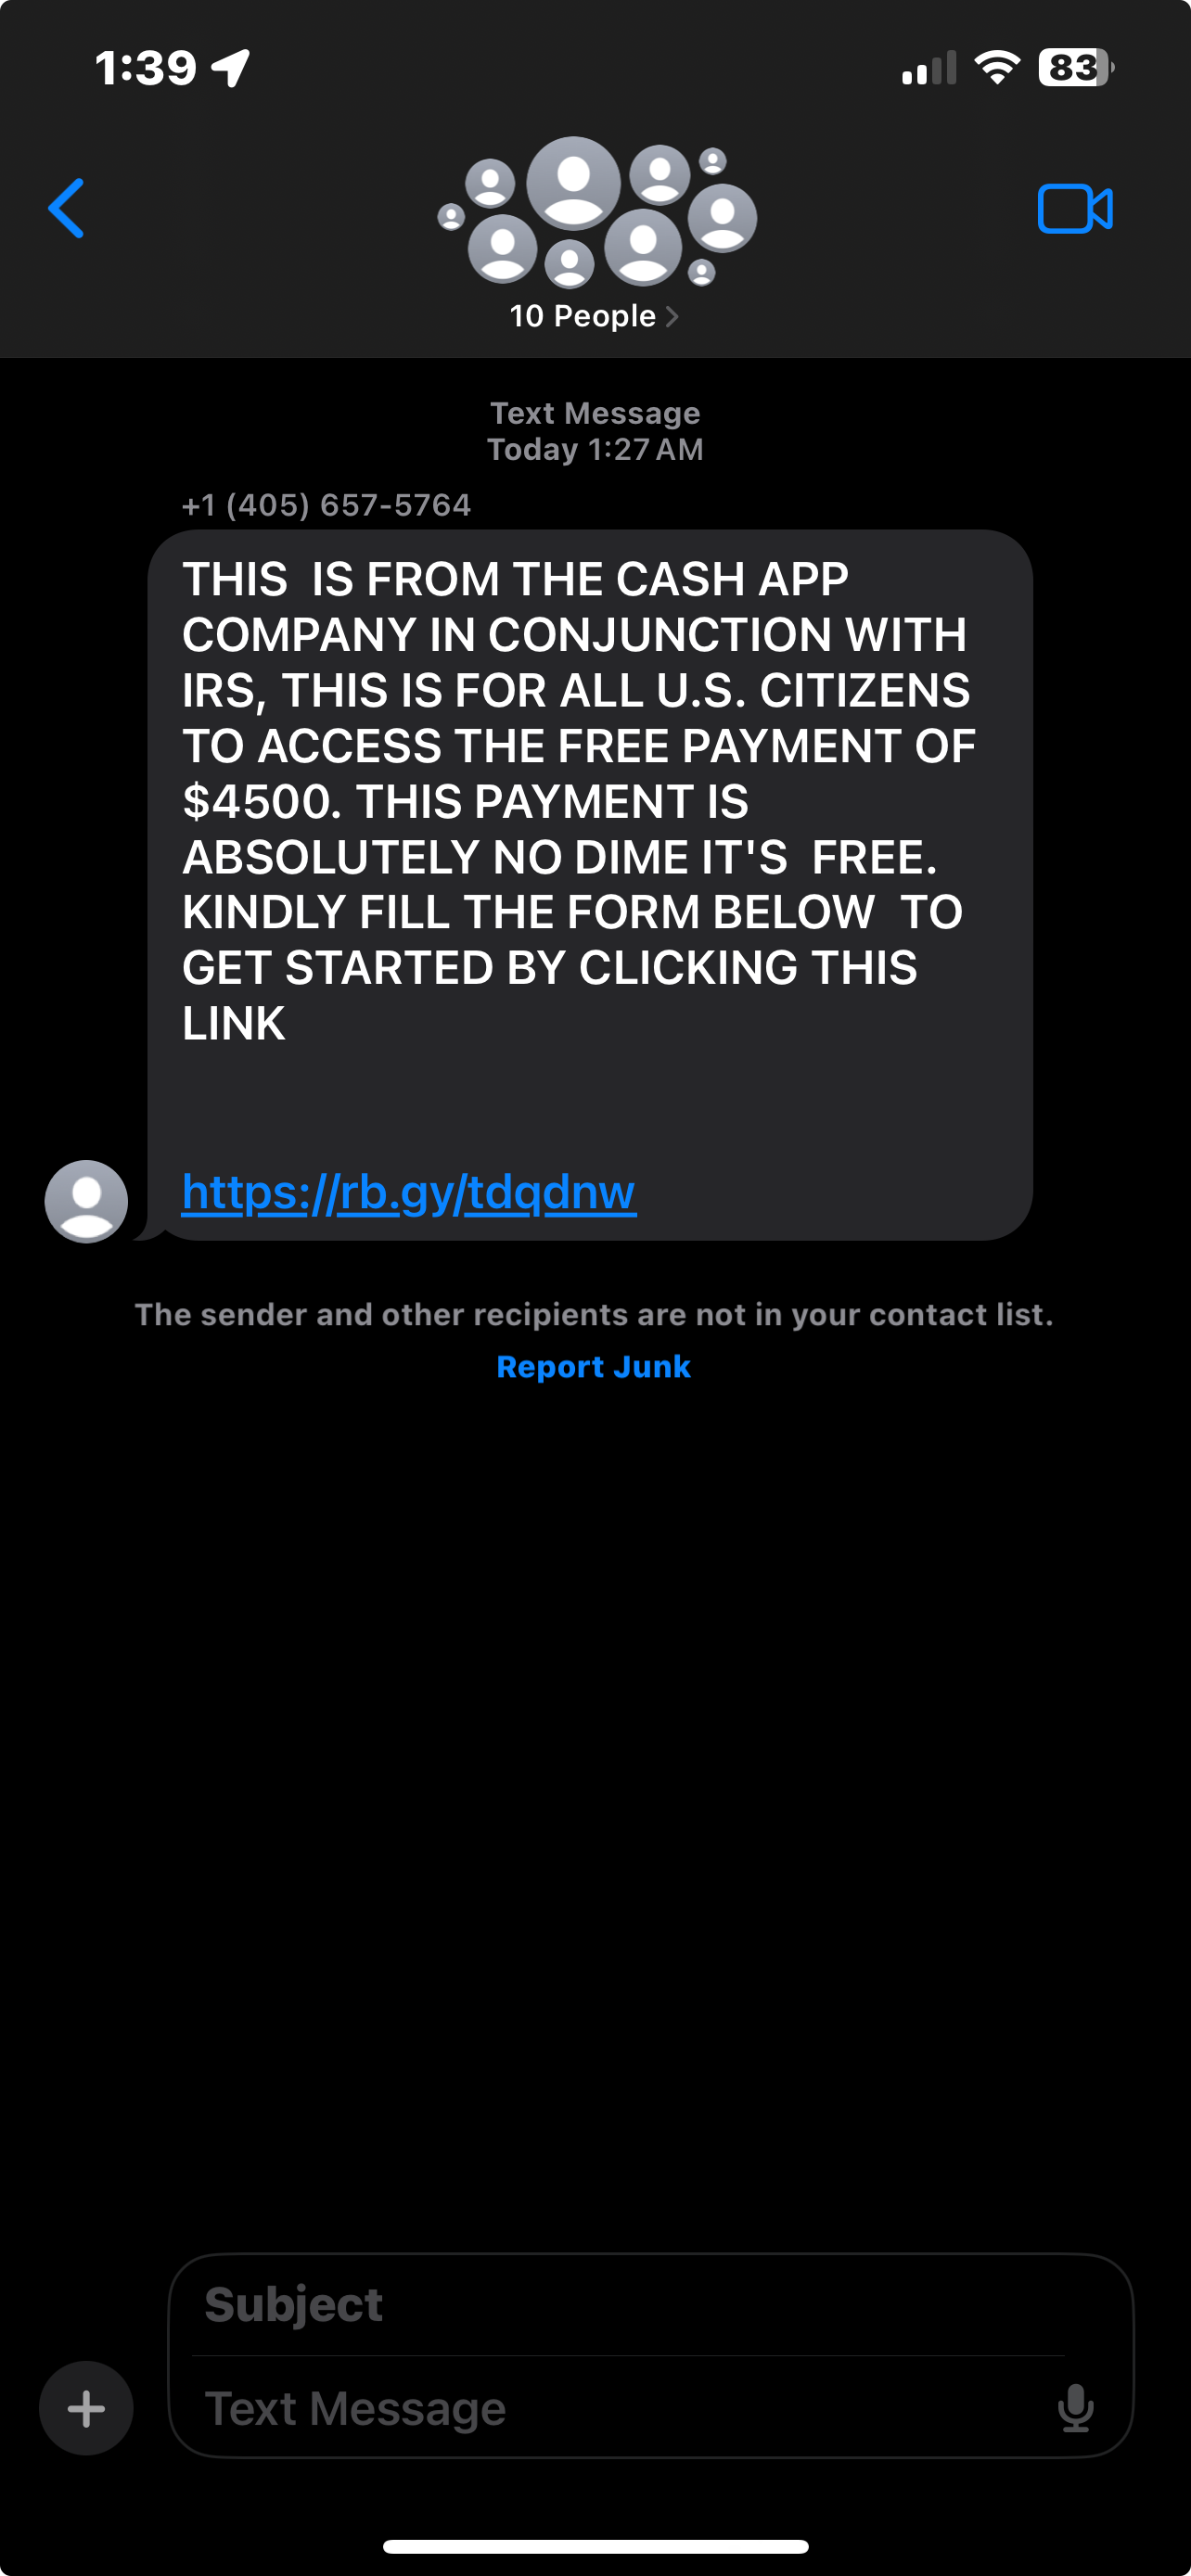 1:39
83
10 People
Text Message
Today 1:27 AM
+1 (405) 657-5764
THIS  IS FROM THE CASH APP
COMPANY IN CONJUNCTION WITH
IRS, THIS IS FOR ALL U.S. CITIZENS
TO ACCESS THE FREE PAYMENT OF
$4500. THIS PAYMENT IS
ABSOLUTELY NO DIME IT'S  FREE.
KINDLY FILL THE FORM BELOW  TO
GET STARTED BY CLICKING THIS
LINK
https://rb.gy/tdqdnw
The sender and other recipients are not in your contact list.
Report Junk
Subject
Text Message